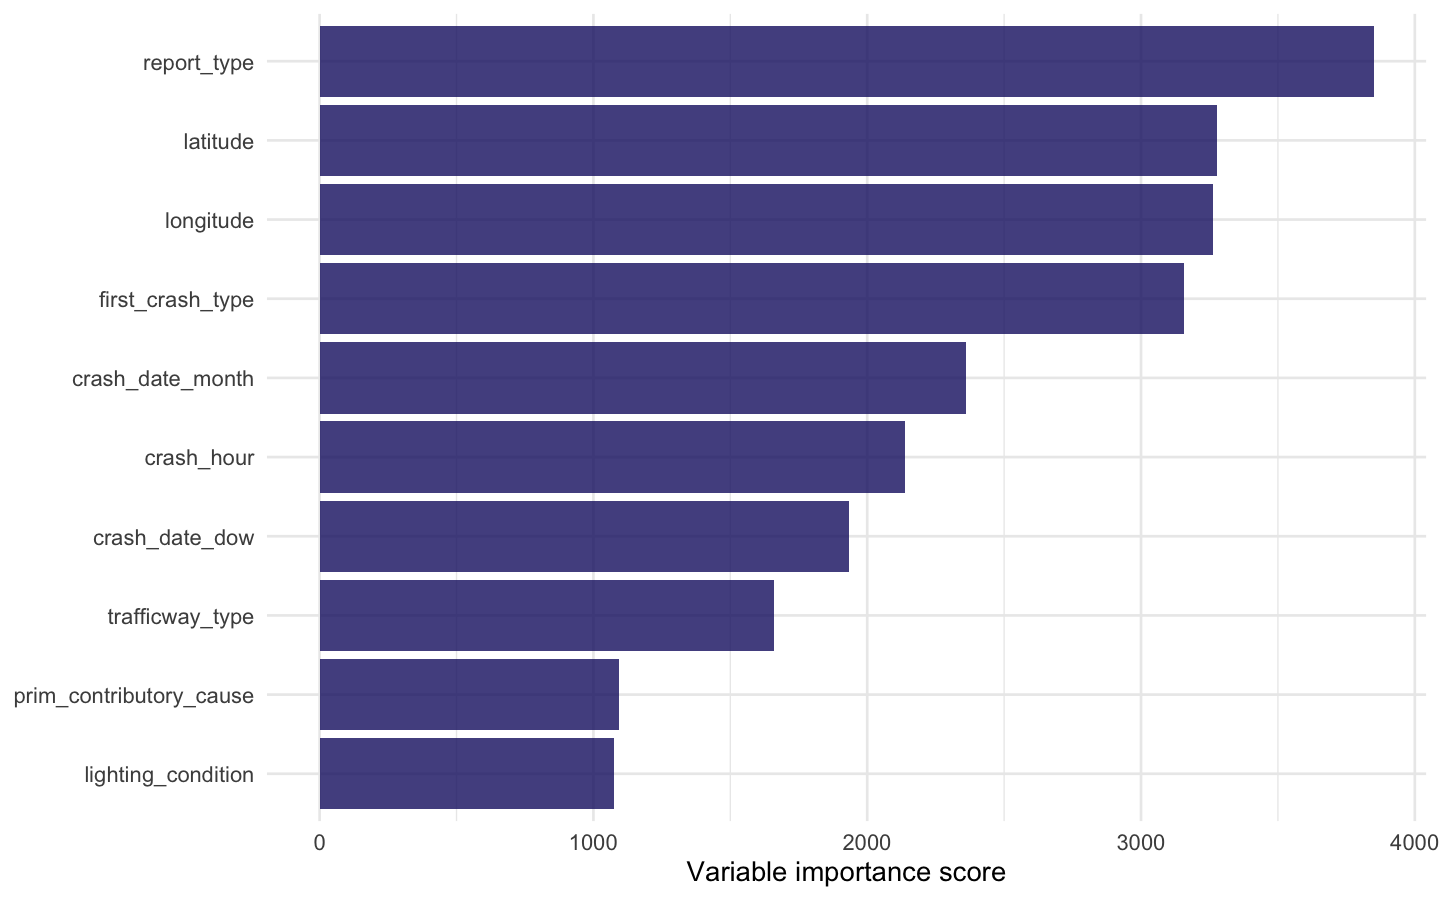 report_type
latitude
longitude
first_crash_type
crash_date_month
crash_hour
crash_date_dow
trafficway_type
prim_contributory_cause
lighting_condition
0 1000 2000 3000 4000
Variable importance score